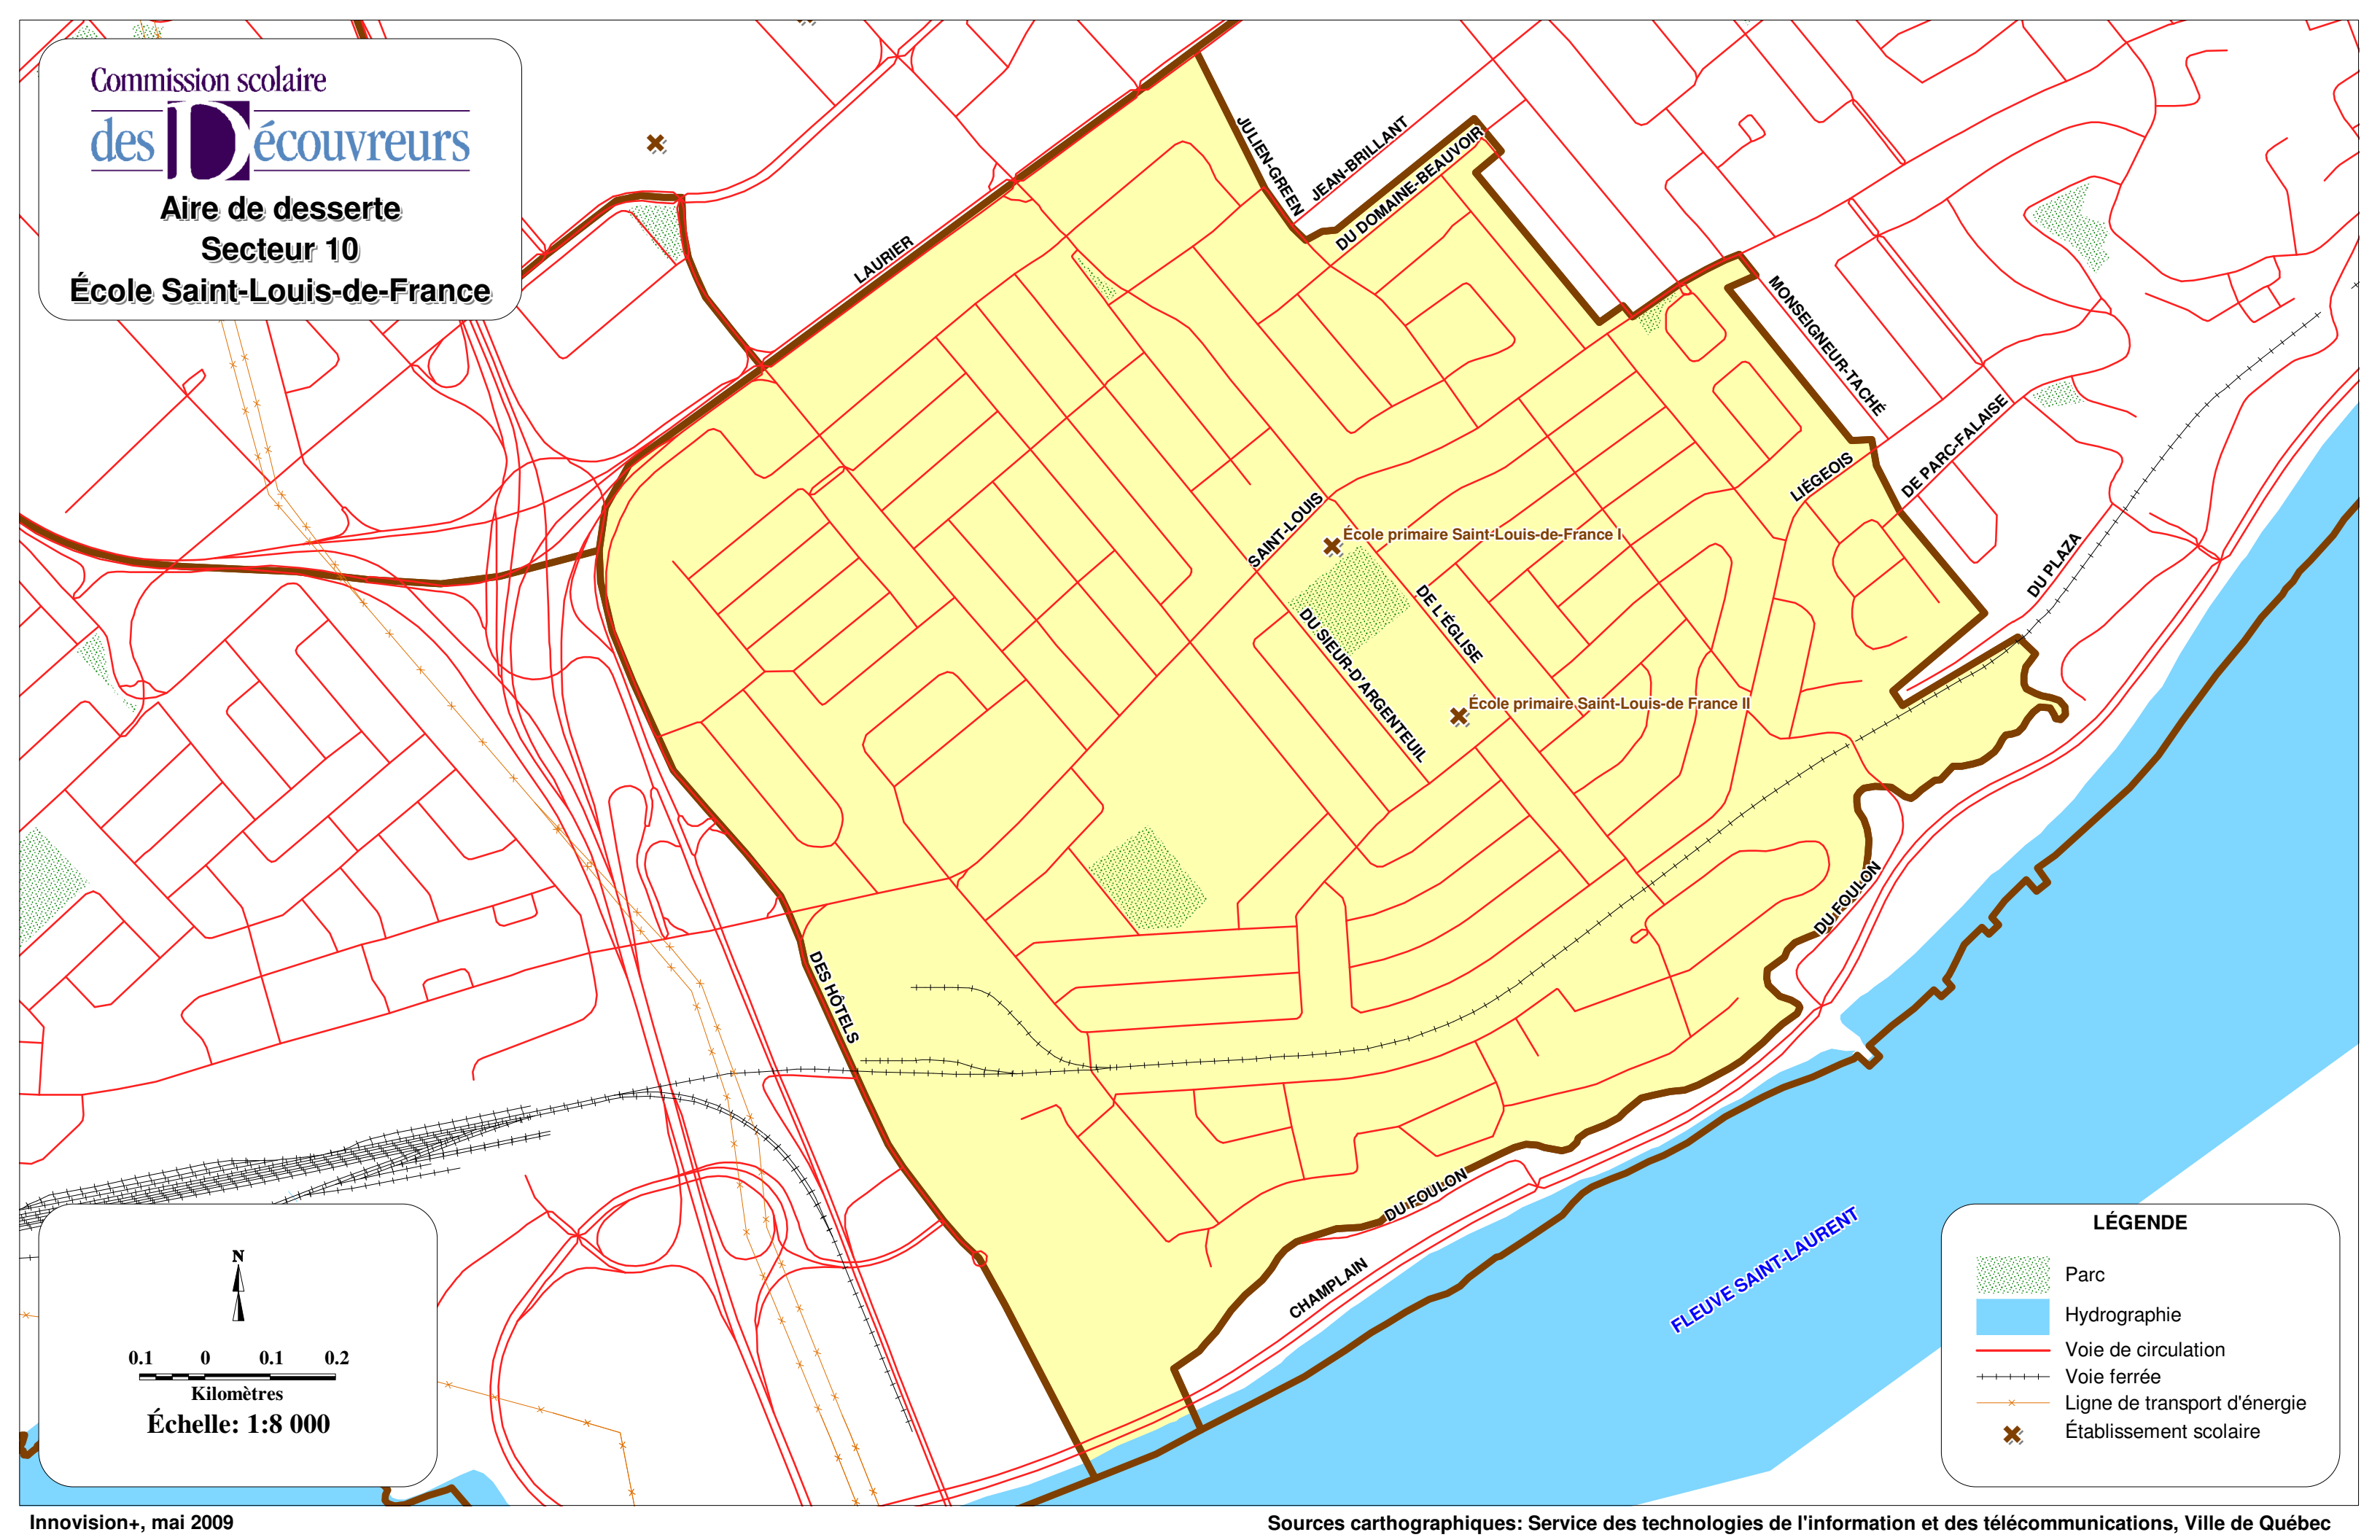 Commission scolaire
des Découvreurs
Aire de desserte
Secteur 10
École Saint-Louis-de-France
LAURIER
JULIEN-GREEN
JEAN-BRILLANT
DU DOMAINE-BEAUVOIR
MONSEIGNEUR-TACHÉ
DE PARC-FALAISE
LIÉGEOIS
SAINT-LOUIS
École primaire Saint-Louis-de-France I
DE L'ÉGLISE
DU SIEUR-D'ARGENTEUIL
École primaire Saint-Louis-de France II
DU PLAZA
DU FOULON
DES HÔTELS
DU FOULON
CHAMPLAIN
FLEUVE SAINT-LAURENT
N
0.1 0 0.1 0.2
Kilomètres
Échelle: 1:8 000
LÉGENDE
Parc
Hydrographie
Voie de circulation
Voie ferrée
Ligne de transport d'énergie
Établissement scolaire
Innovision+, mai 2009
Sources carthographiques: Service des technologies de l'information et des télécommunications, Ville de Québec